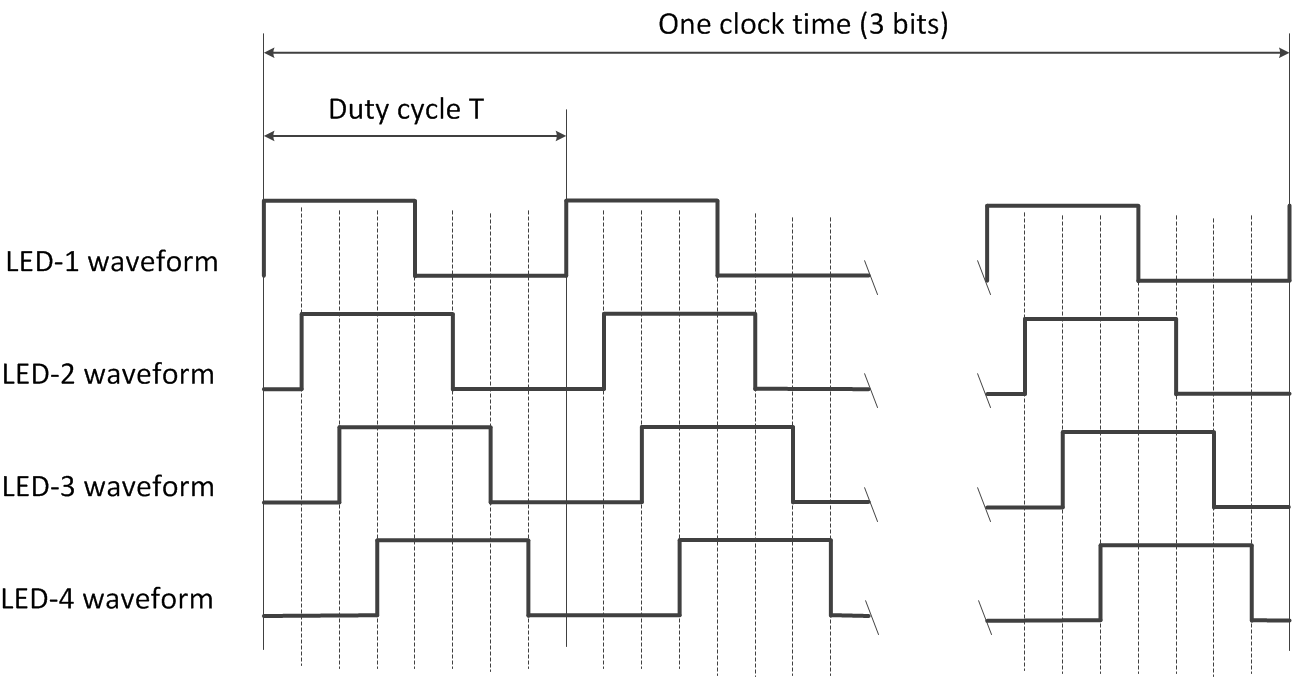 One clock time (3 bits)
Duty cycle T
LED-1 waveform
LED-2 waveform
LED-3 waveform
LED-4 waveform